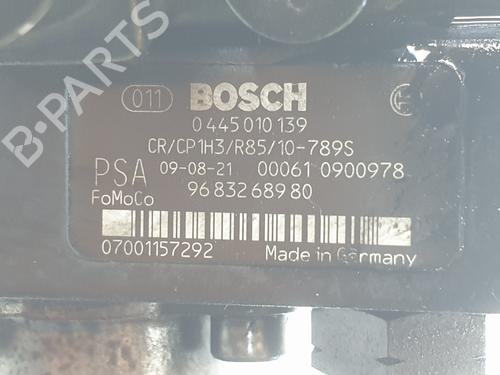 B-PARTS
011 BOSCH
0 445 010 139
CR/CP1H3/R85/10-789S
PSA 09-08-21 00061 0900978
FoMoCo 96 832 689 80
07001157292 Made in Germany